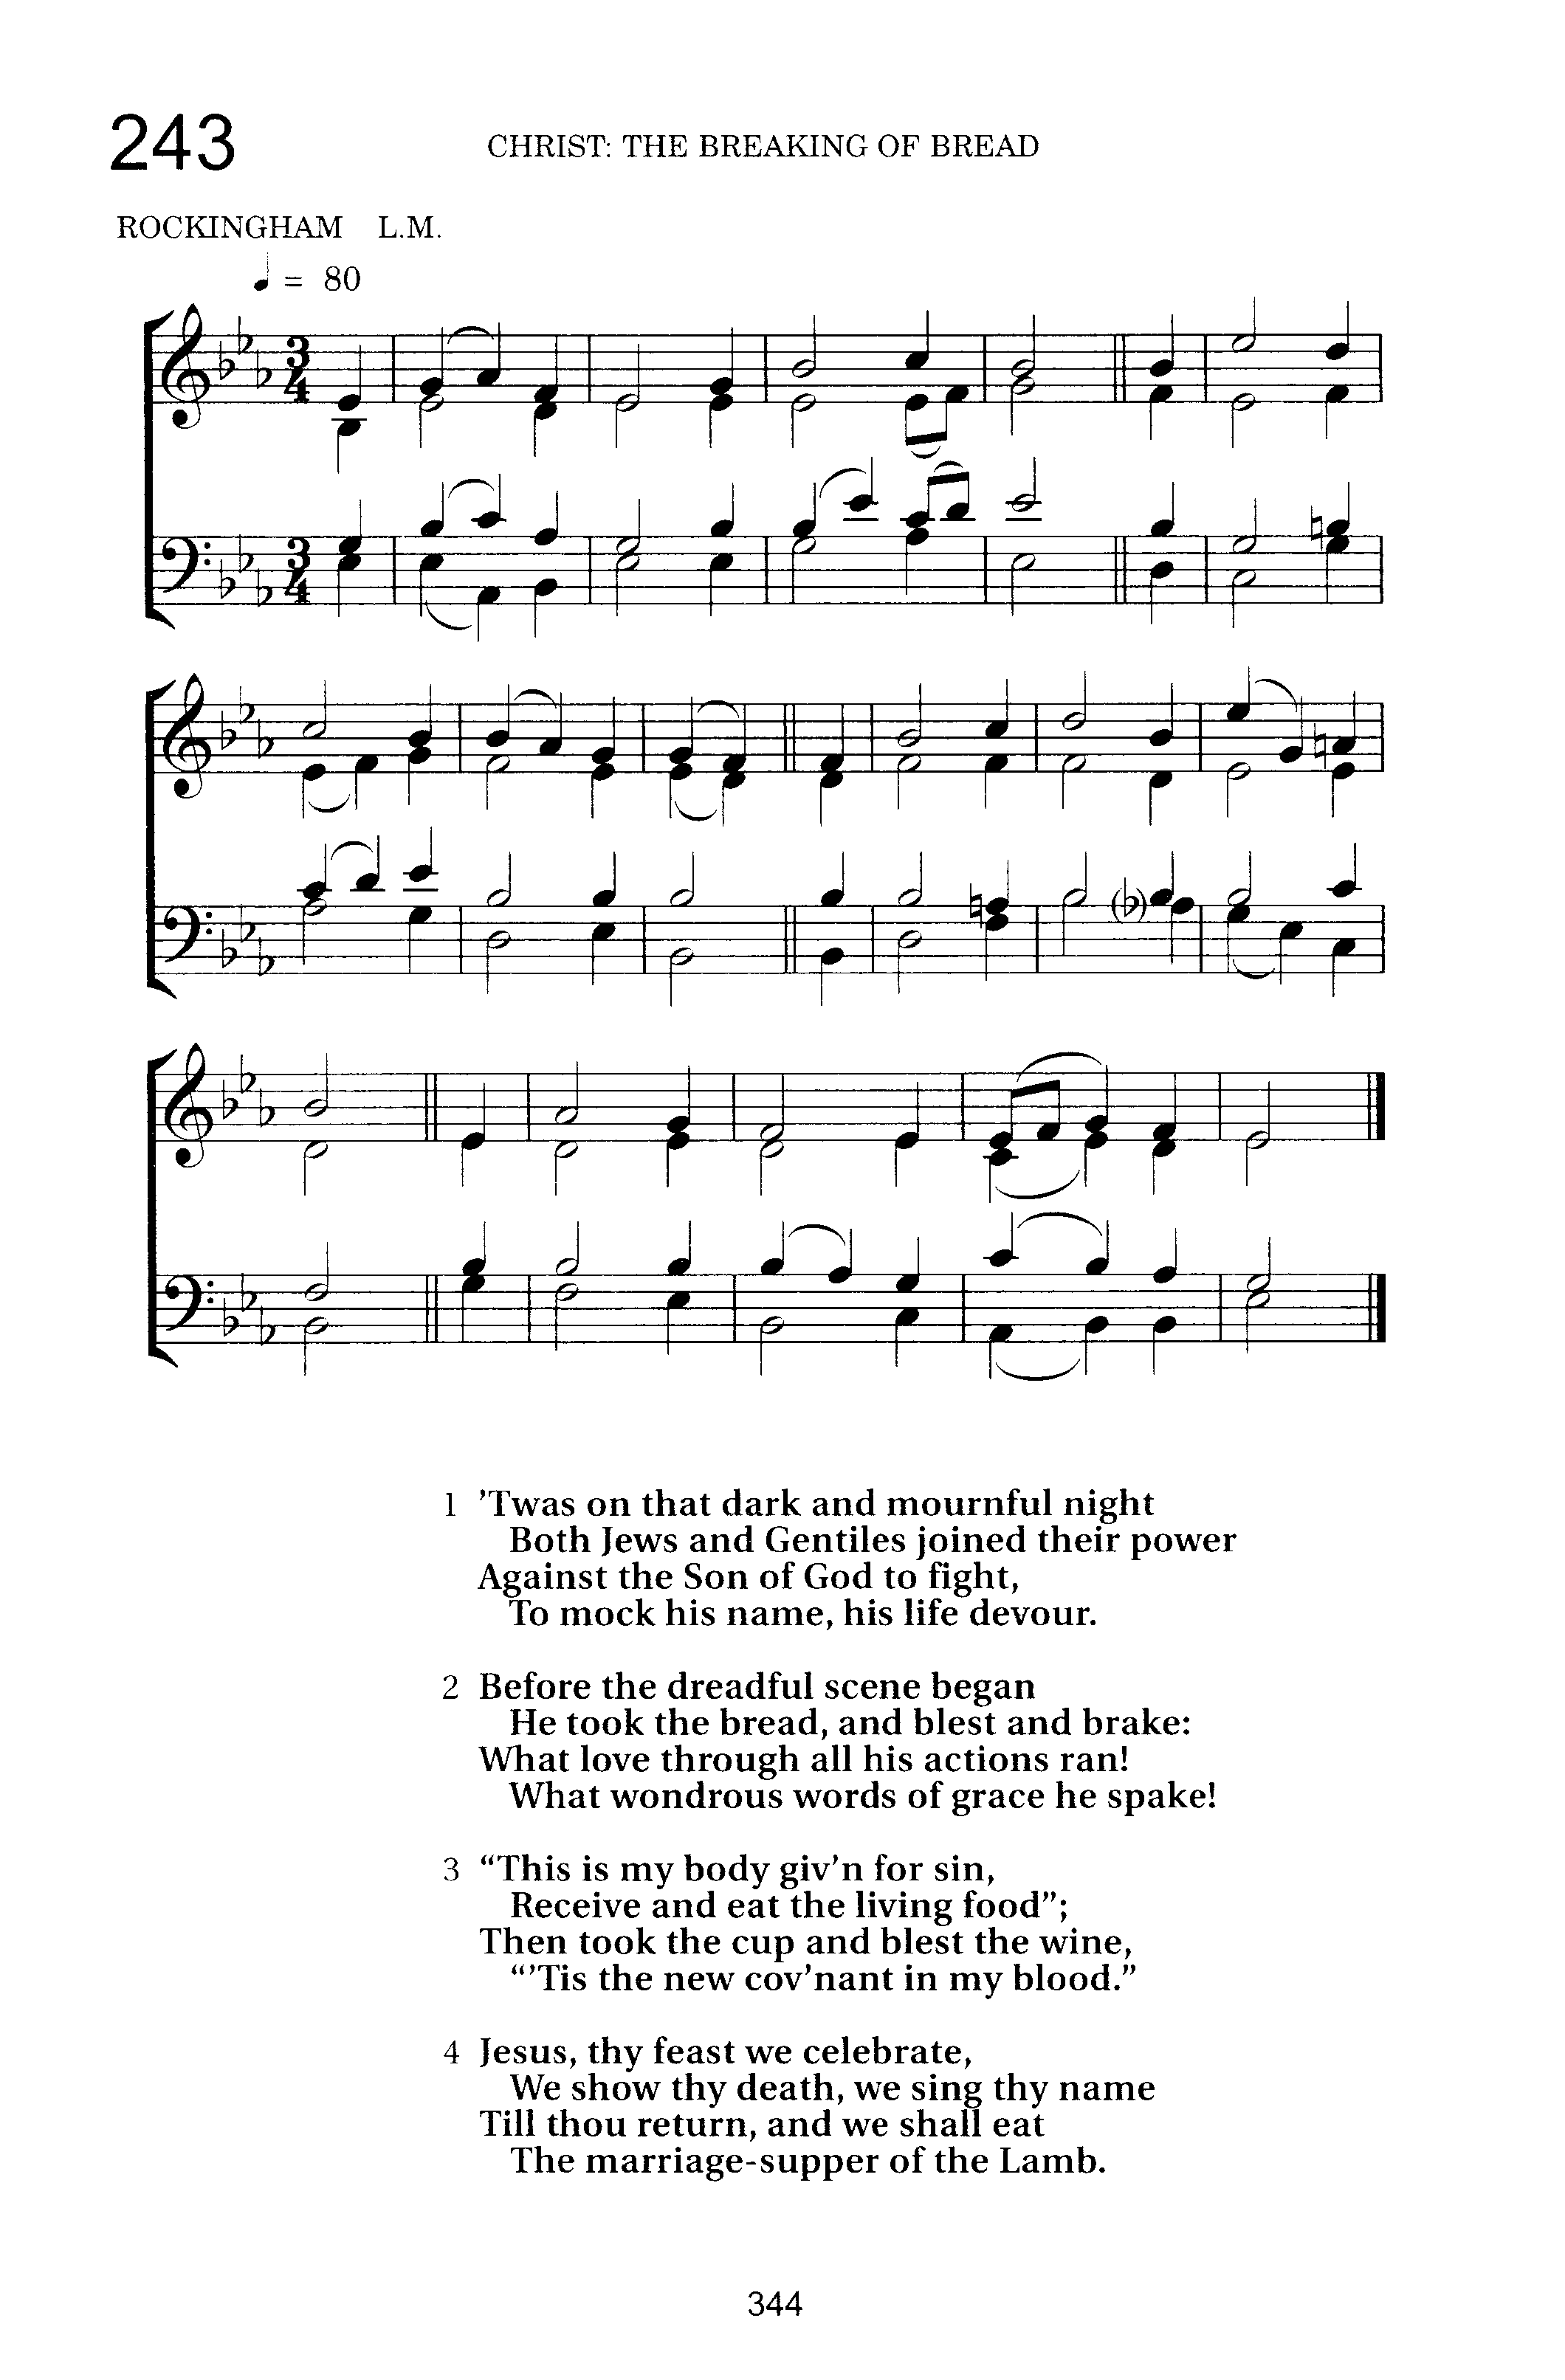 243
CHRIST: THE BREAKING OF BREAD
ROCKINGHAM L.M.
♩ = 80
1 ’Twas on that dark and mournful night
Both Jews and Gentiles joined their power
Against the Son of God to fight,
To mock his name, his life devour.
2 Before the dreadful scene began
He took the bread, and blest and brake:
What love through all his actions ran!
What wondrous words of grace he spake!
3 “This is my body giv’n for sin,
Receive and eat the living food”;
Then took the cup and blest the wine,
“’Tis the new cov’nant in my blood.”
4 Jesus, thy feast we celebrate,
We show thy death, we sing thy name
Till thou return, and we shall eat
The marriage-supper of the Lamb.
344